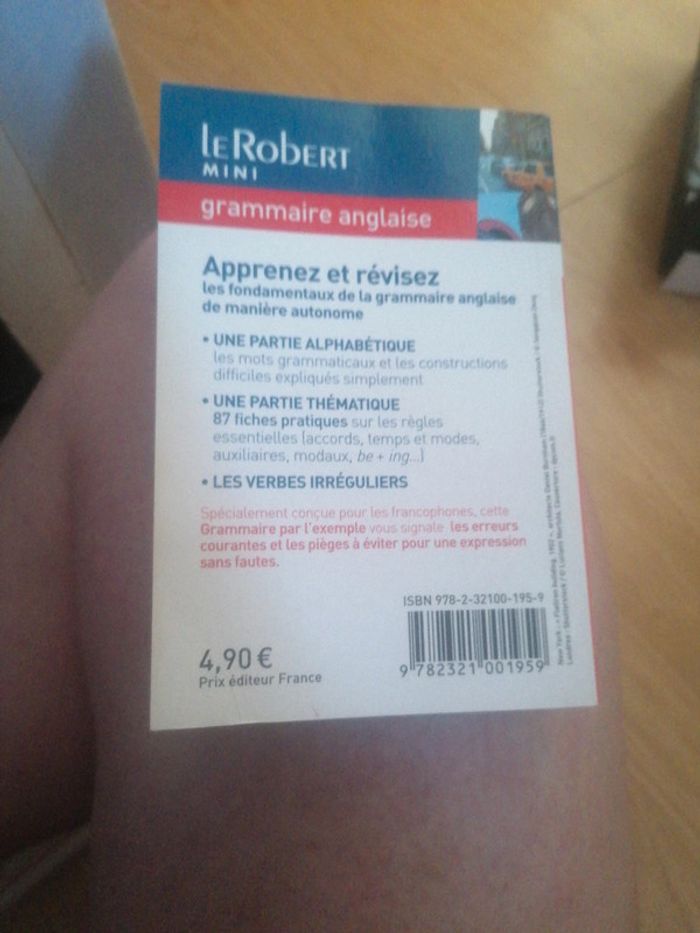 le Robert
MINI
grammaire anglaise
Apprenez et révisez
les fondamentaux de la grammaire anglaise
de manière autonome
• UNE PARTIE ALPHABÉTIQUE
les mots grammaticaux et les constructions
difficiles expliqués simplement
• UNE PARTIE THÉMATIQUE
87 fiches pratiques sur les règles
essentielles (accords, temps et modes,
auxiliaires, modaux, be + ing...)
• LES VERBES IRRÉGULIERS
Spécialement conçue pour les francophones, cette
Grammaire par l'exemple vous signale les erreurs
courantes et les pièges à éviter pour une expression
sans fautes.
ISBN 978-2-32100-195-9
9 782321 001959
4,90 €
Prix éditeur France